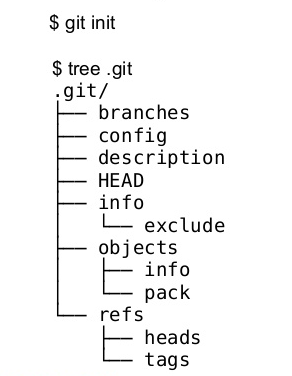 $ git init
$ tree .git
.git/
├── branches
├── config
├── description
├── HEAD
├── info
│   └── exclude
├── objects
│   ├── info
│   └── pack
└── refs
    ├── heads
    └── tags